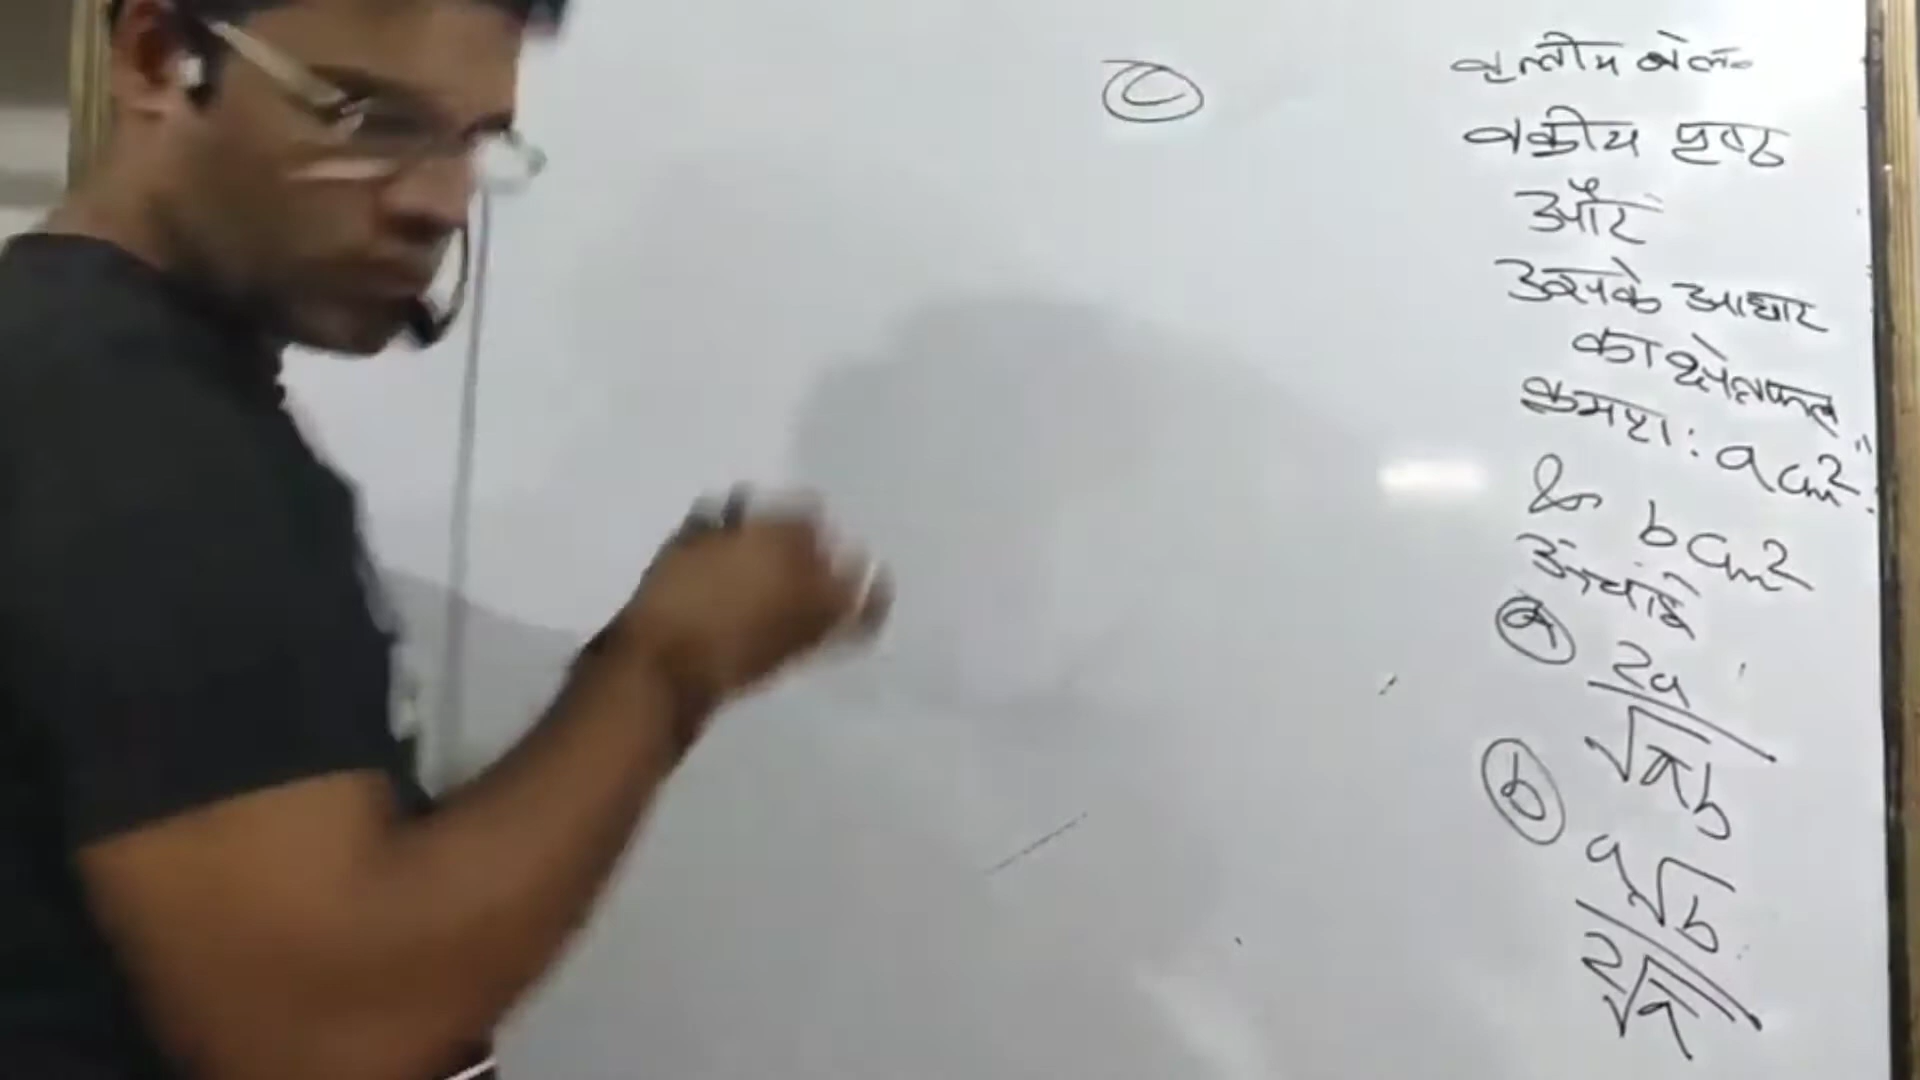 वृत्तीय बेलन
वक्रीय पृष्ठ
और
उसके आधार
का क्षेत्रफल
क्रमशः a cm²
& b cm²
ऊंचाई
(a) 2a/√πb
(b) a√b/2√π
(c)